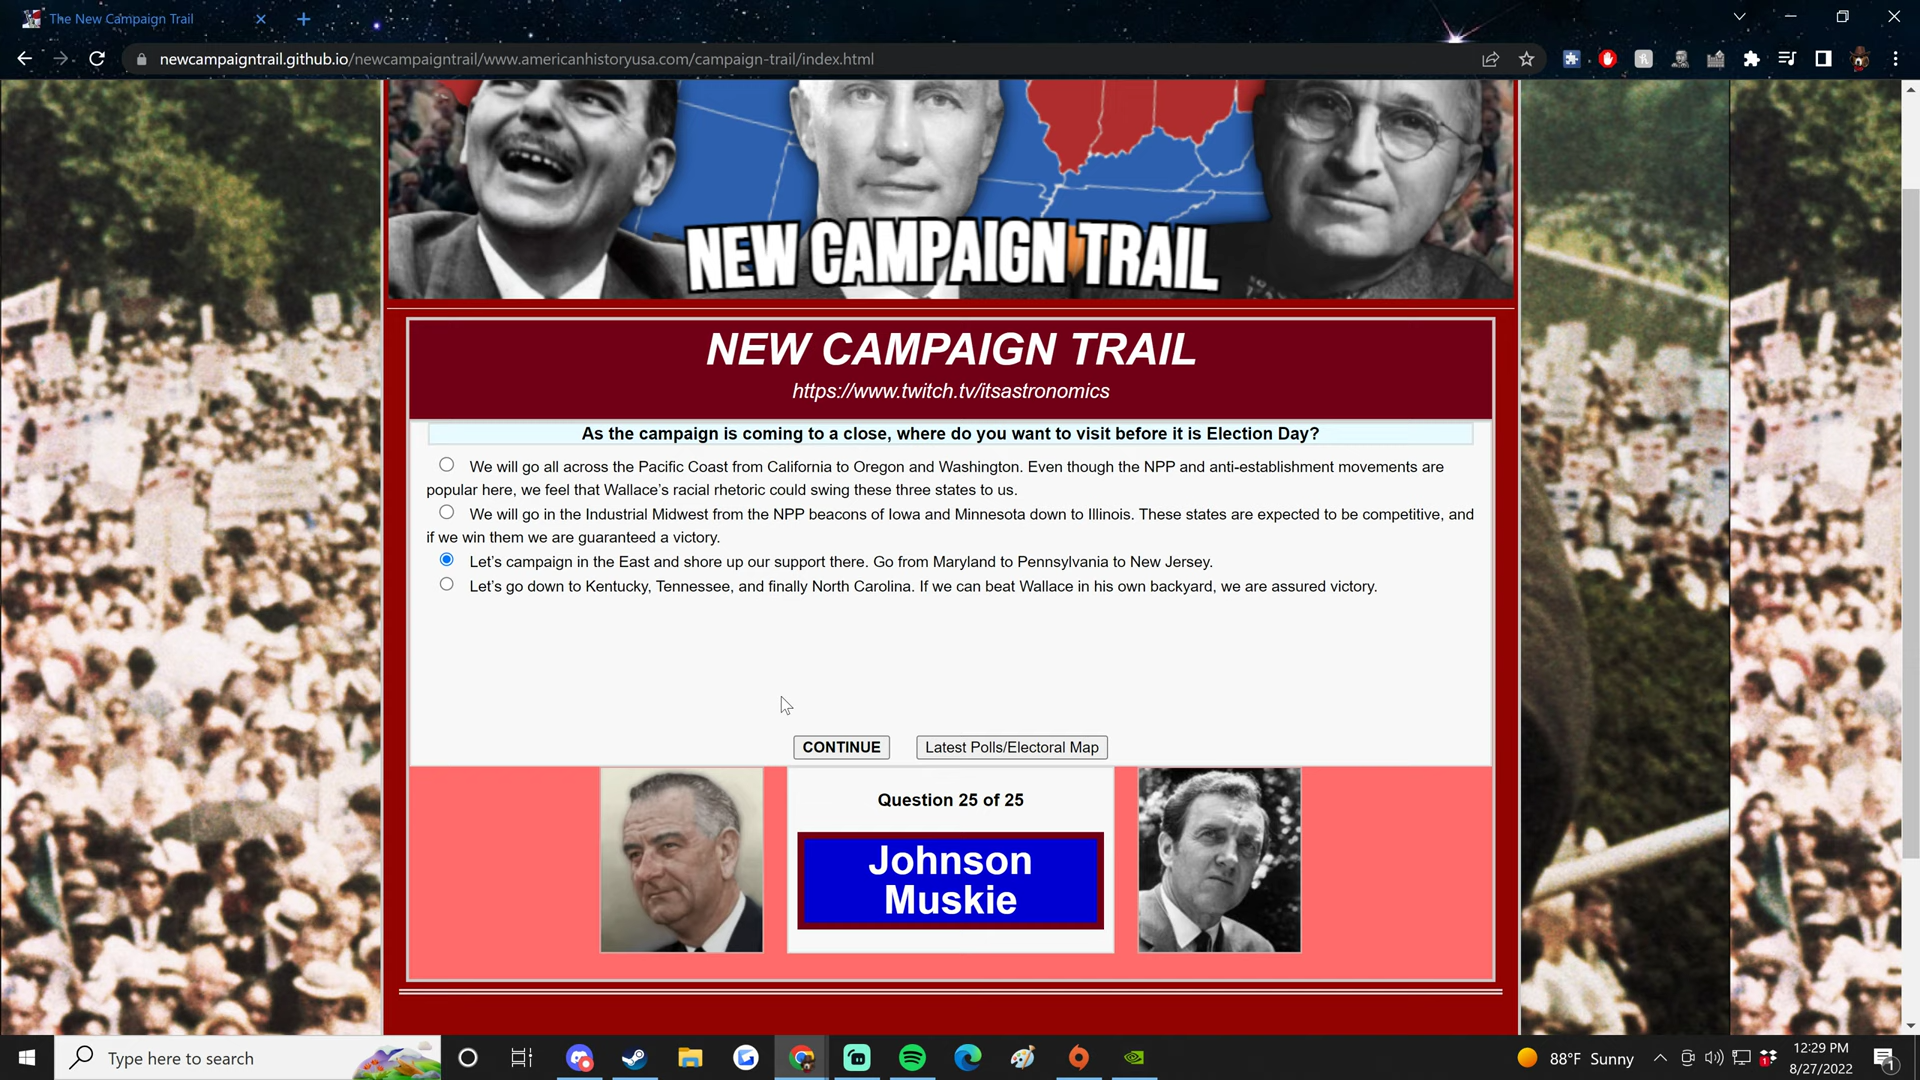 The New Campaign Trail
newcampaigntrail.github.io/newcampaigntrail/www.americanhistoryusa.com/campaign-trail/index.html
NEW CAMPAIGN TRAIL
NEW CAMPAIGN TRAIL
https://www.twitch.tv/itsastronomics
As the campaign is coming to a close, where do you want to visit before it is Election Day?
We will go all across the Pacific Coast from California to Oregon and Washington. Even though the NPP and anti-establishment movements are
popular here, we feel that Wallace's racial rhetoric could swing these three states to us.
We will go in the Industrial Midwest from the NPP beacons of Iowa and Minnesota down to Illinois. These states are expected to be competitive, and
if we win them we are guaranteed a victory.
Let's campaign in the East and shore up our support there. Go from Maryland to Pennsylvania to New Jersey.
Let's go down to Kentucky, Tennessee, and finally North Carolina. If we can beat Wallace in his own backyard, we are assured victory.
CONTINUE
Latest Polls/Electoral Map
Question 25 of 25
Johnson
Muskie
Type here to search
88°F Sunny
12:29 PM
8/27/2022
1